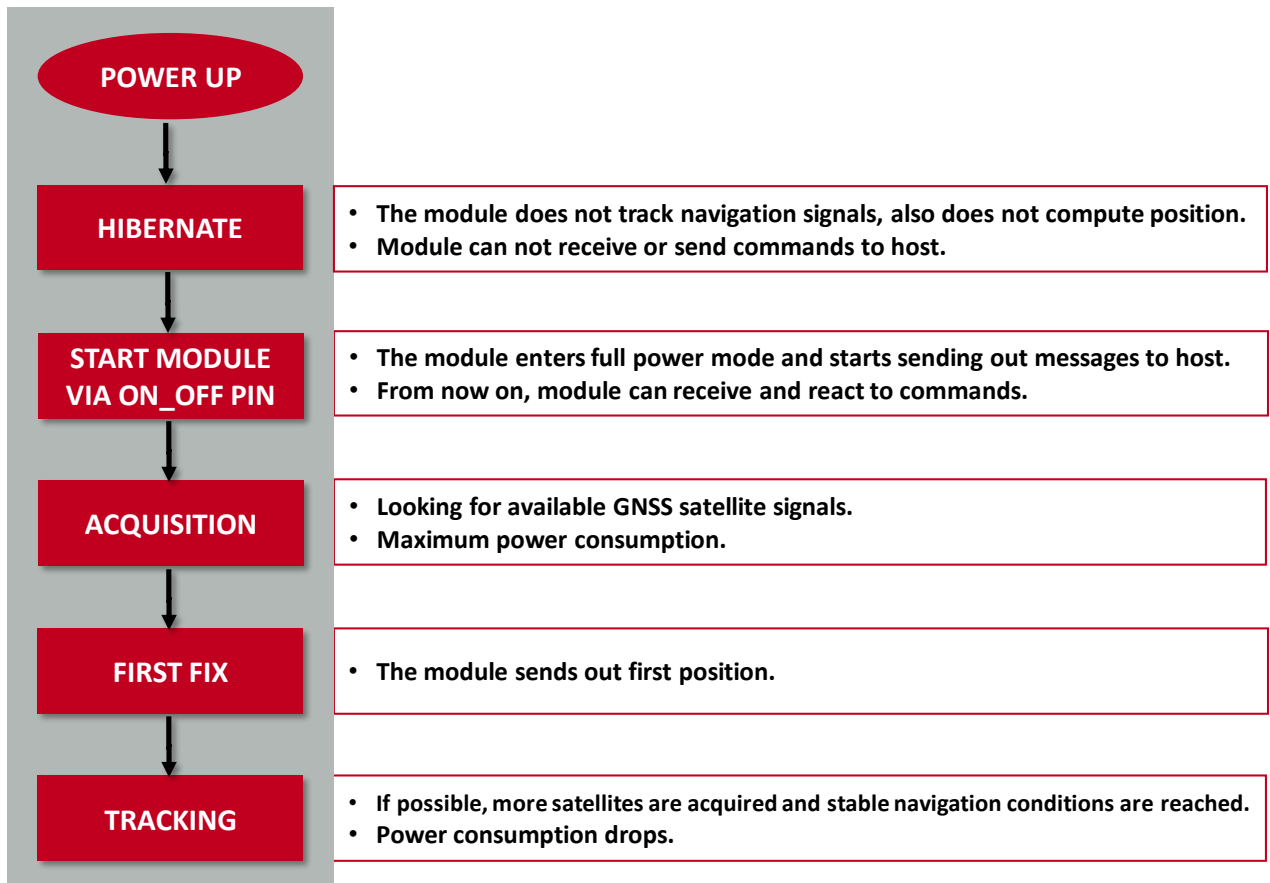 POWER UP
HIBERNATE
• The module does not track navigation signals, also does not compute position.
• Module can not receive or send commands to host.
START MODULE
VIA ON_OFF PIN
• The module enters full power mode and starts sending out messages to host.
• From now on, module can receive and react to commands.
ACQUISITION
• Looking for available GNSS satellite signals.
• Maximum power consumption.
FIRST FIX
• The module sends out first position.
TRACKING
• If possible, more satellites are acquired and stable navigation conditions are reached.
• Power consumption drops.